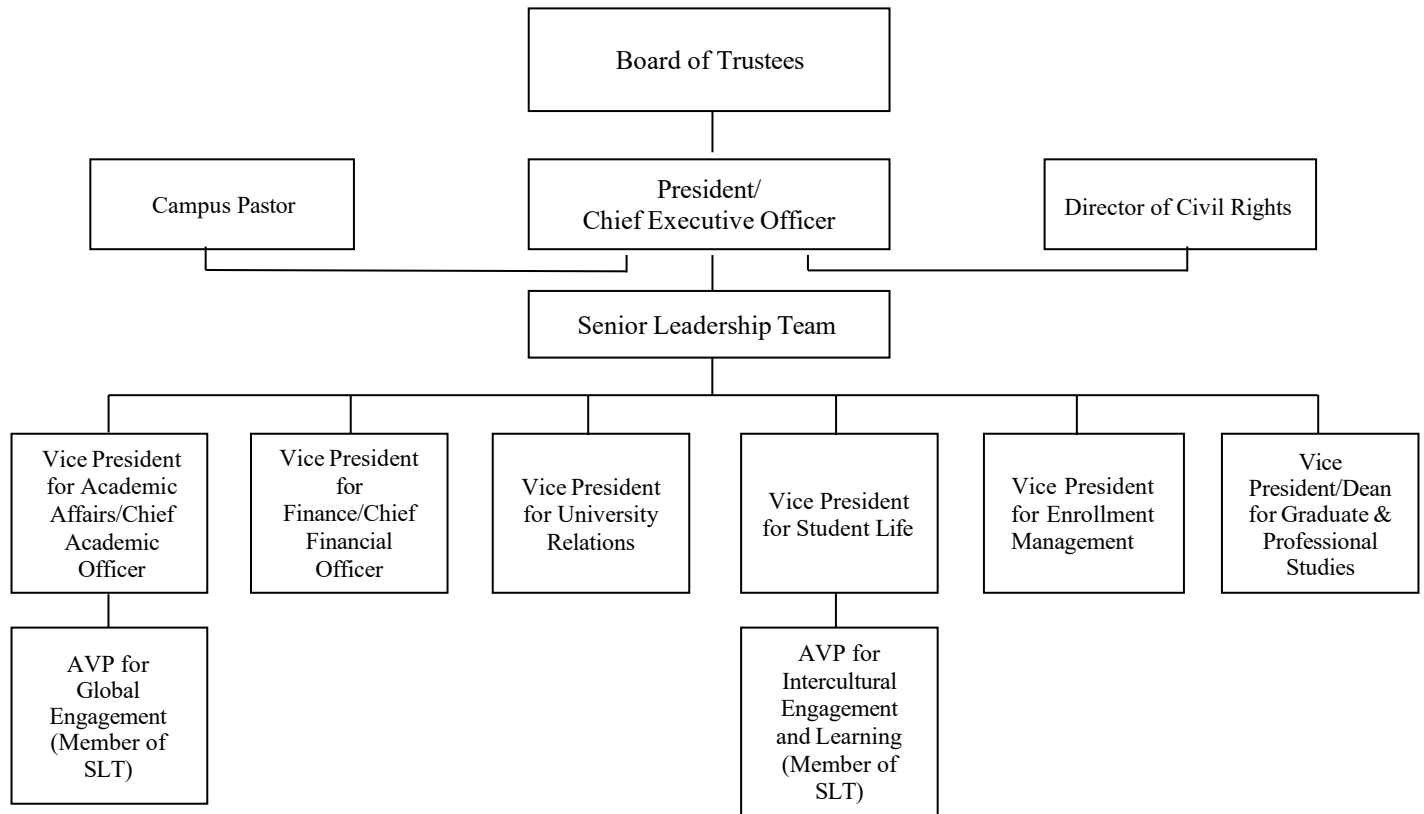 Board of Trustees
Campus Pastor
President/
Chief Executive Officer
Director of Civil Rights
Senior Leadership Team
Vice President
for Academic
Affairs/Chief
Academic
Officer
Vice President
for
Finance/Chief
Financial
Officer
Vice President
for University
Relations
Vice President
for Student Life
Vice President
for Enrollment
Management
Vice
President/Dean
for Graduate &
Professional
Studies
AVP for
Global
Engagement
(Member of
SLT)
AVP for
Intercultural
Engagement
and Learning
(Member of
SLT)